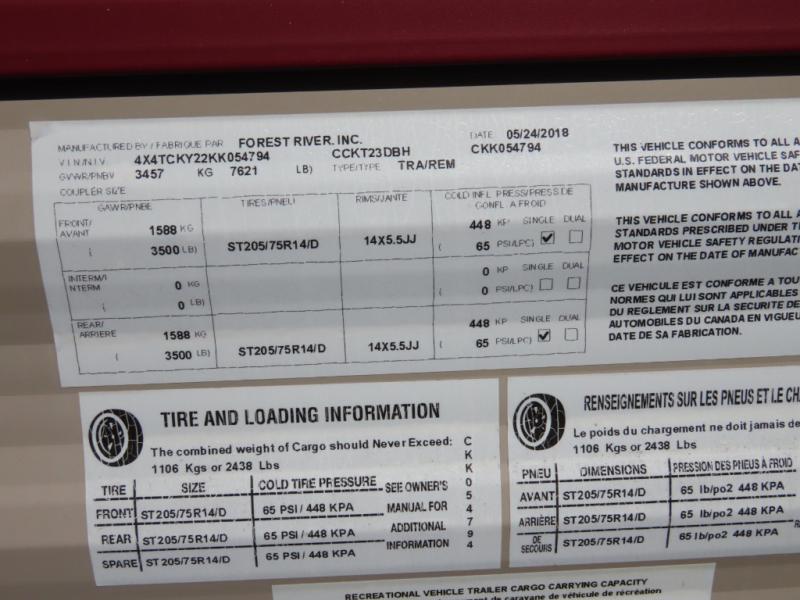 MANUFACTURED BY / FABRIQUE PAR FOREST RIVER, INC. DATE 05/24/2018
V.I.N/N.I.V. 4X4TCKY22KK054794 CCKT23DBH CKK054794
GVWR/PNBV 3457 KG 7621 LB) TYPE/TYPE TRA/REM
COUPLER SIZE
GAWR/PNBE TIRES/PNEU RIMS/JANTE COLD INFL. PRESS/PRESS DE GONFL. A FROID
FRONT/ AVANT 1588 KG 448 KP SINGLE DUAL
( 3500 LB) ST205/75R14/D 14X5.5JJ ( 65 PSI/LPC)
INTERM/I NTERM 0 KG 0 KP SINGLE DUAL
( 0 LB) ( 0 PSI/LPC)
REAR/ ARRIERE 1588 KG 448 KP SINGLE DUAL
( 3500 LB) ST205/75R14/D 14X5.5JJ ( 65 PSI/LPC)
THIS VEHICLE CONFORMS TO ALL A
U.S. FEDERAL MOTOR VEHICLE SAF
STANDARDS IN EFFECT ON THE DAT
MANUFACTURE SHOWN ABOVE.
THIS VEHICLE CONFORMS TO ALL A
STANDARDS PRESCRIBED UNDER T
MOTOR VEHICLE SAFETY REGULATI
EFFECT ON THE DATE OF MANUFAC
CE VEHICULE EST CONFORME A TOU
NORMES QUI LUI SONT APPLICABLES
DU REGLEMENT SUR LA SECURITE DE
AUTOMOBILES DU CANADA EN VIGUEU
DATE DE SA FABRICATION.
TIRE AND LOADING INFORMATION
The combined weight of Cargo should Never Exceed:
1106 Kgs or 2438 Lbs
TIRE SIZE COLD TIRE PRESSURE
FRONT ST205/75R14/D 65 PSI / 448 KPA
REAR ST205/75R14/D 65 PSI / 448 KPA
SPARE ST205/75R14/D 65 PSI / 448 KPA
SEE OWNER'S
MANUAL FOR
ADDITIONAL
INFORMATION
CKK054794
RENSEIGNEMENTS SUR LES PNEUS ET LE CHA
Le poids du chargement ne doit jamais de
1106 Kgs or 2438 Lbs
PNEU DIMENSIONS PRESSION DES PNEUS A FROID
AVANT ST205/75R14/D 65 lb/po2 448 KPA
ARRIÈRE ST205/75R14/D 65 lb/po2 448 KPA
DE SECOURS ST205/75R14/D 65 lb/po2 448 KPA
RECREATIONAL VEHICLE TRAILER CARGO CARRYING CAPACITY
ement de caravane de véhicule de récréation